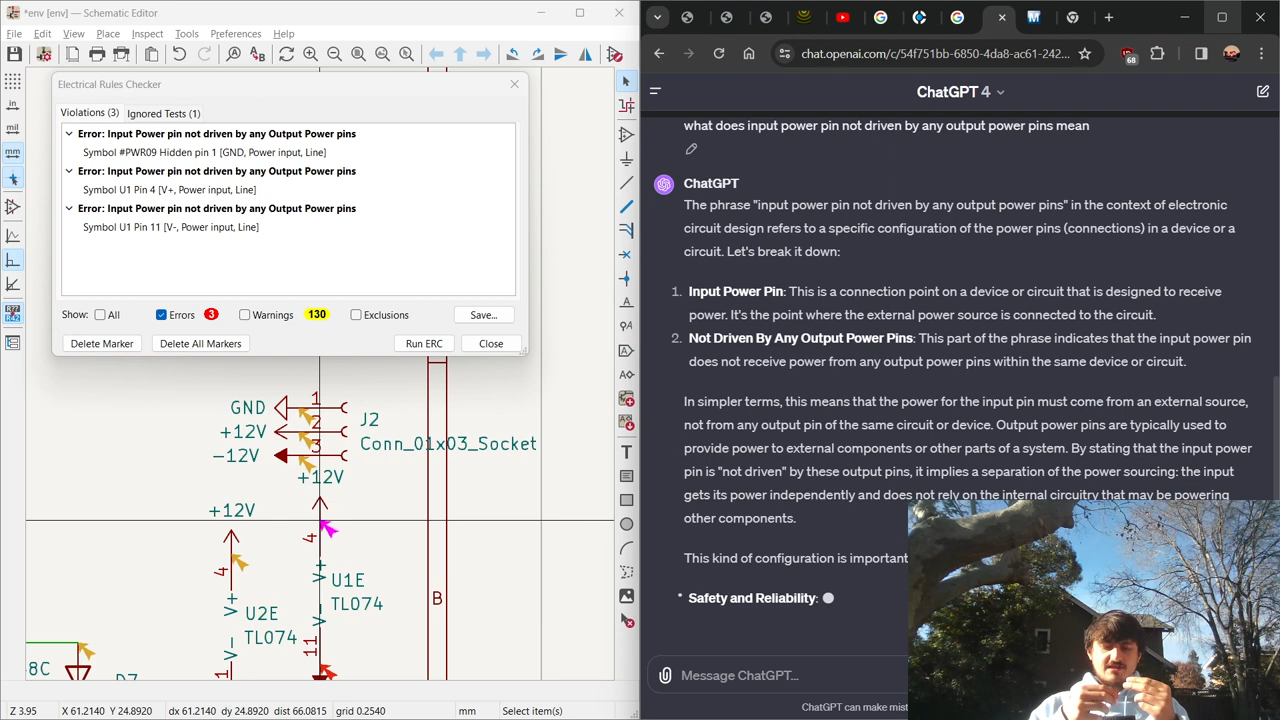 *env [env] — Schematic Editor
File Edit View Place Inspect Tools Preferences Help
Electrical Rules Checker
Violations (3) Ignored Tests (1)
Error: Input Power pin not driven by any Output Power pins
Symbol #PWR09 Hidden pin 1 [GND, Power input, Line]
Error: Input Power pin not driven by any Output Power pins
Symbol U1 Pin 4 [V+, Power input, Line]
Error: Input Power pin not driven by any Output Power pins
Symbol U1 Pin 11 [V-, Power input, Line]
Show: All Errors 3 Warnings 130 Exclusions Save...
Delete Marker Delete All Markers Run ERC Close
in
mil
mm
GND 1
+12V 2
-12V 3
J2
Conn_01x03_Socket
+12V
+12V
4
4
V+
V+
U1E
TL074
U2E
TL074
V-
V-
11
B
8C
D7
Z 3.95 X 61.2140 Y 24.8920 dx 61.2140 dy 24.8920 dist 66.0815 grid 0.2540 mm Select item(s)
chat.openai.com/c/54f751bb-6850-4da8-ac61-242...
68
ChatGPT 4
what does input power pin not driven by any output power pins mean
ChatGPT
The phrase "input power pin not driven by any output power pins" in the context of electronic
circuit design refers to a specific configuration of the power pins (connections) in a device or a
circuit. Let's break it down:
1. Input Power Pin: This is a connection point on a device or circuit that is designed to receive
power. It's the point where the external power source is connected to the circuit.
2. Not Driven By Any Output Power Pins: This part of the phrase indicates that the input power pin
does not receive power from any output power pins within the same device or circuit.
In simpler terms, this means that the power for the input pin must come from an external source,
not from any output pin of the same circuit or device. Output power pins are typically used to
provide power to external components or other parts of a system. By stating that the input power
pin is "not driven" by these output pins, it implies a separation of the power sourcing: the input
gets its power independently and does not rely on the internal circuitry that may be powering
other components.
This kind of configuration is important
* Safety and Reliability:
Message ChatGPT...
ChatGPT can make mist